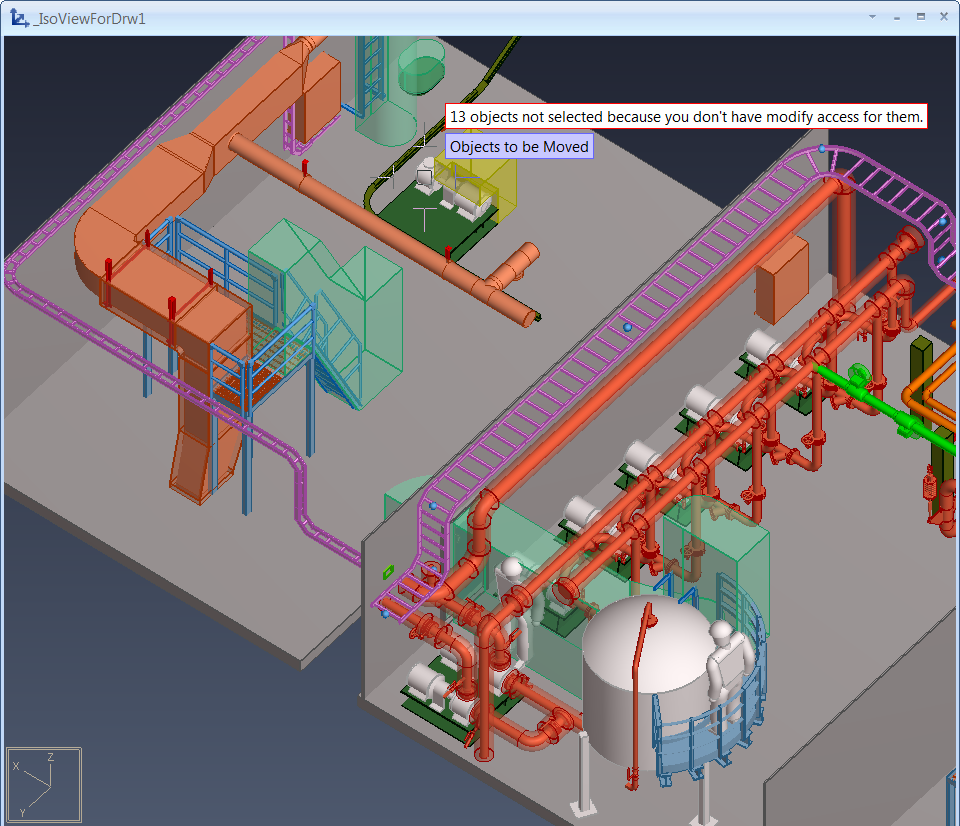 _IsoViewForDrw1
13 objects not selected because you don't have modify access for them.
Objects to be Moved
Z
X
Y